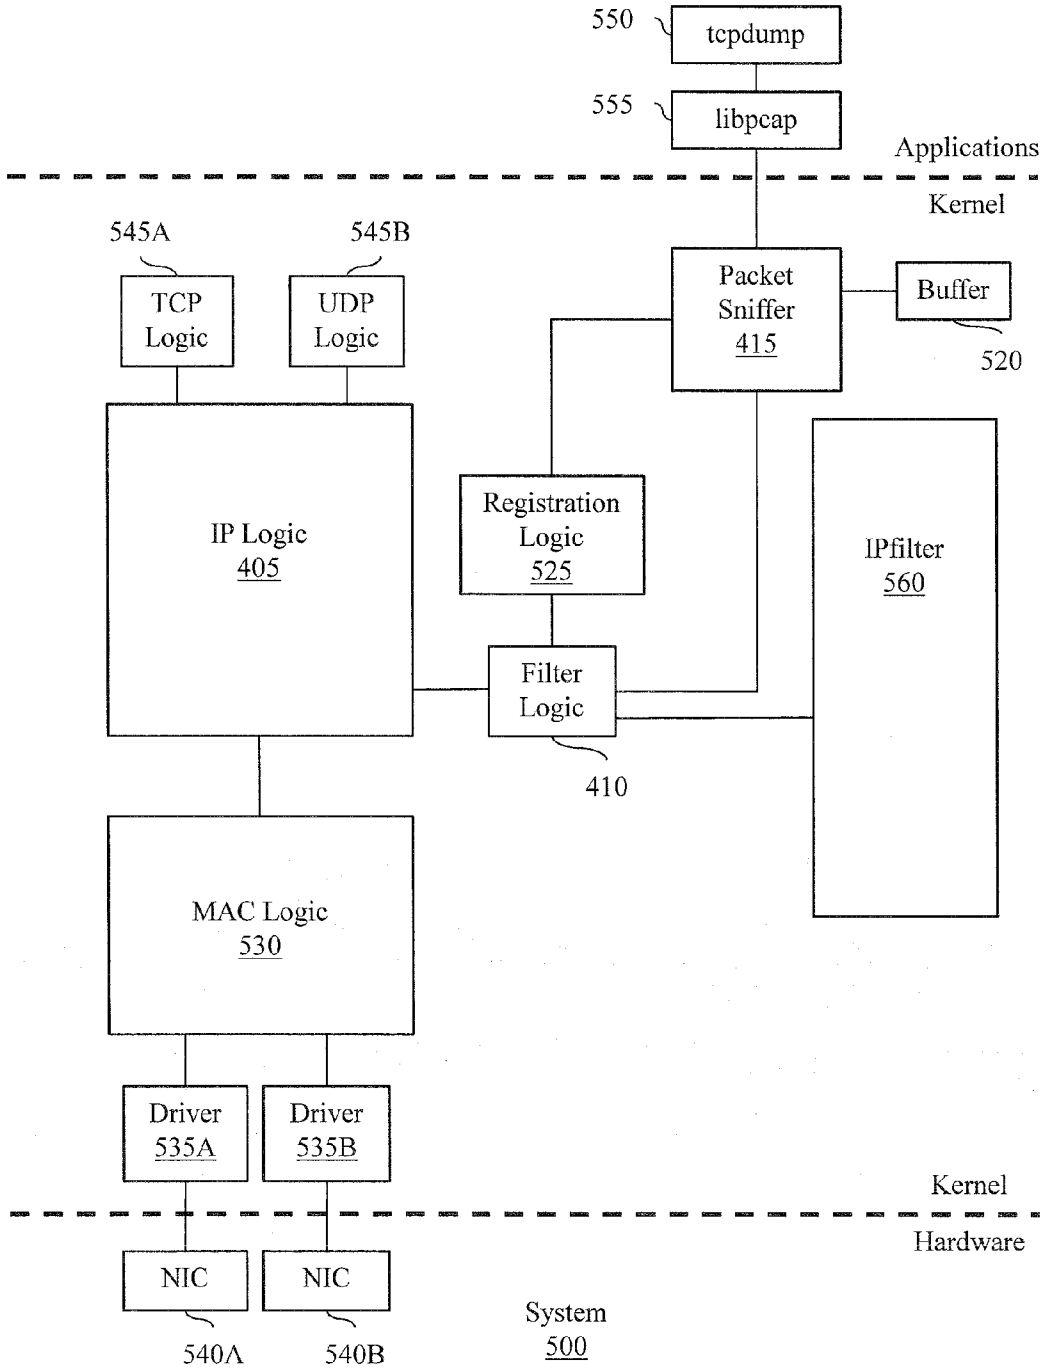 550
tcpdump
555
libpcap
Applications
Kernel
545A
545B
TCP
Logic
UDP
Logic
Packet
Sniffer
415
Buffer
520
IP Logic
405
Registration
Logic
525
IPfilter
560
Filter
Logic
410
MAC Logic
530
Driver
535A
Driver
535B
Kernel
Hardware
NIC
NIC
540A
540B
System
500